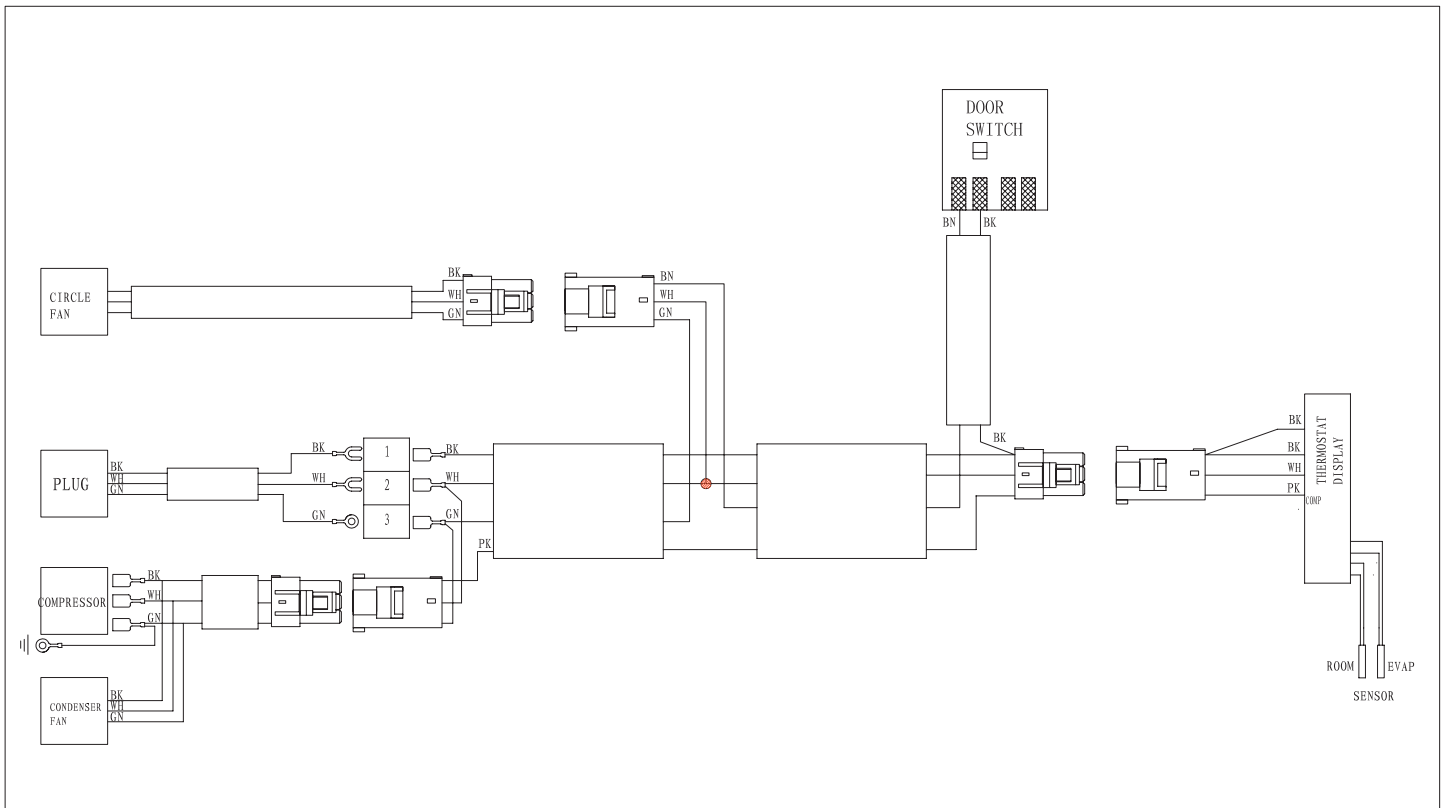 DOOR
SWITCH
BN BK
CIRCLE
FAN
BK
WH
GN
BN
WH
GN
PLUG
BK
WH
GN
BK
WH
GN
1
2
3
BK
WH
GN
PK
BK
BK
BK
WH
PK
COMP
THERMOSTAT
DISPLAY
COMPRESSOR
BK
WH
GN
CONDENSER
FAN
BK
WH
GN
ROOM EVAP
SENSOR